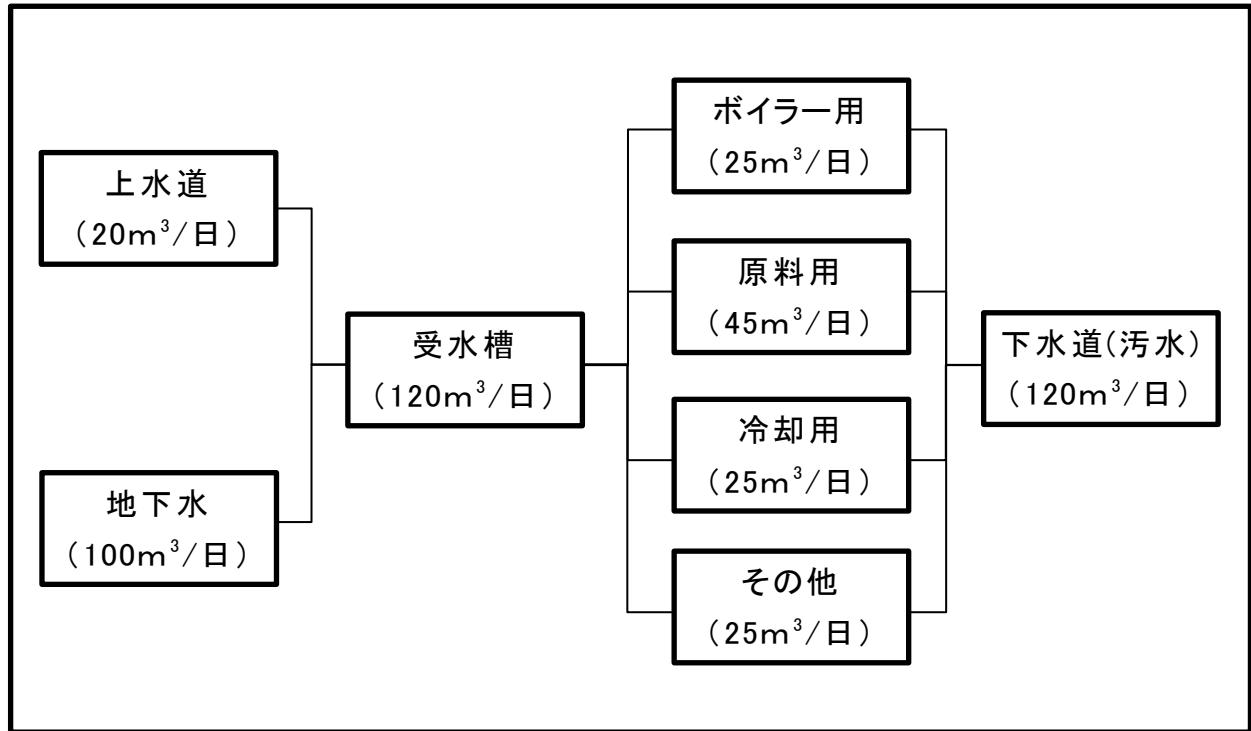 上水道
（20ｍ³/日）
地下水
（100ｍ³/日）
受水槽
（120ｍ³/日）
ボイラー用
（25ｍ³/日）
原料用
（45ｍ³/日）
冷却用
（25ｍ³/日）
その他
（25ｍ³/日）
下水道（汚水）
（120ｍ³/日）